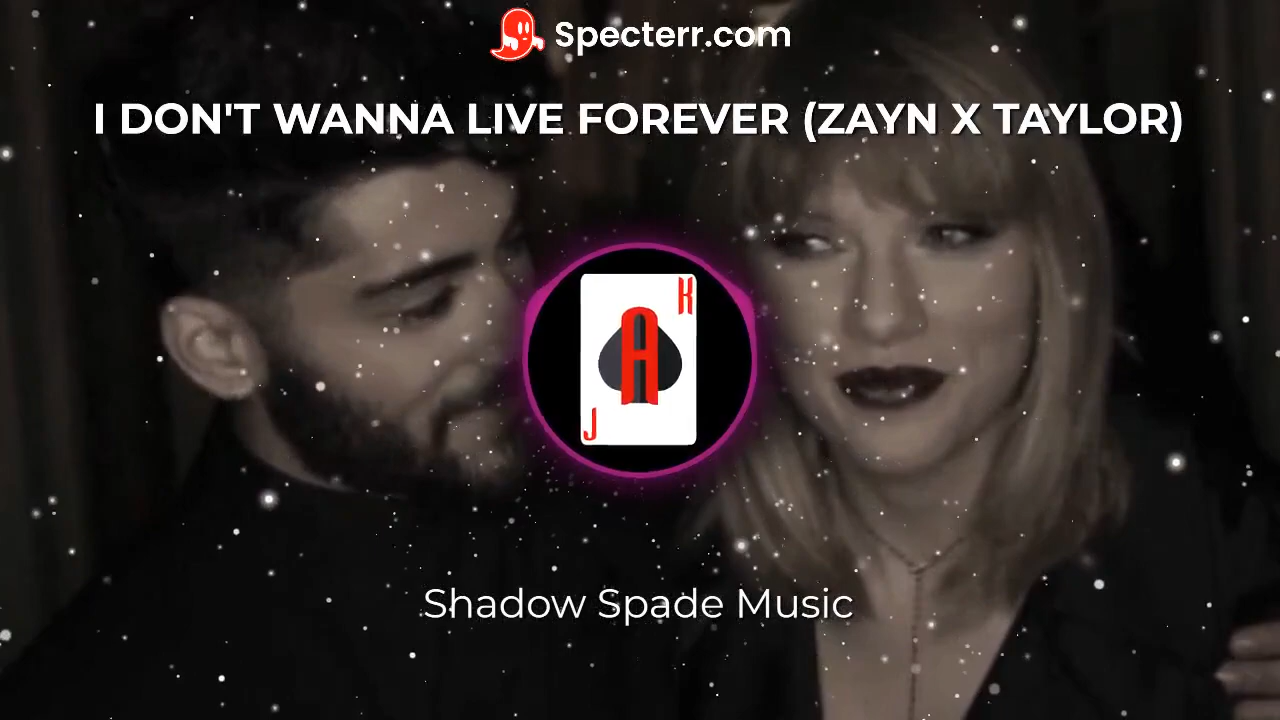 Specterr.com
I DON'T WANNA LIVE FOREVER (ZAYN X TAYLOR)
K
A
J
Shadow Spade Music